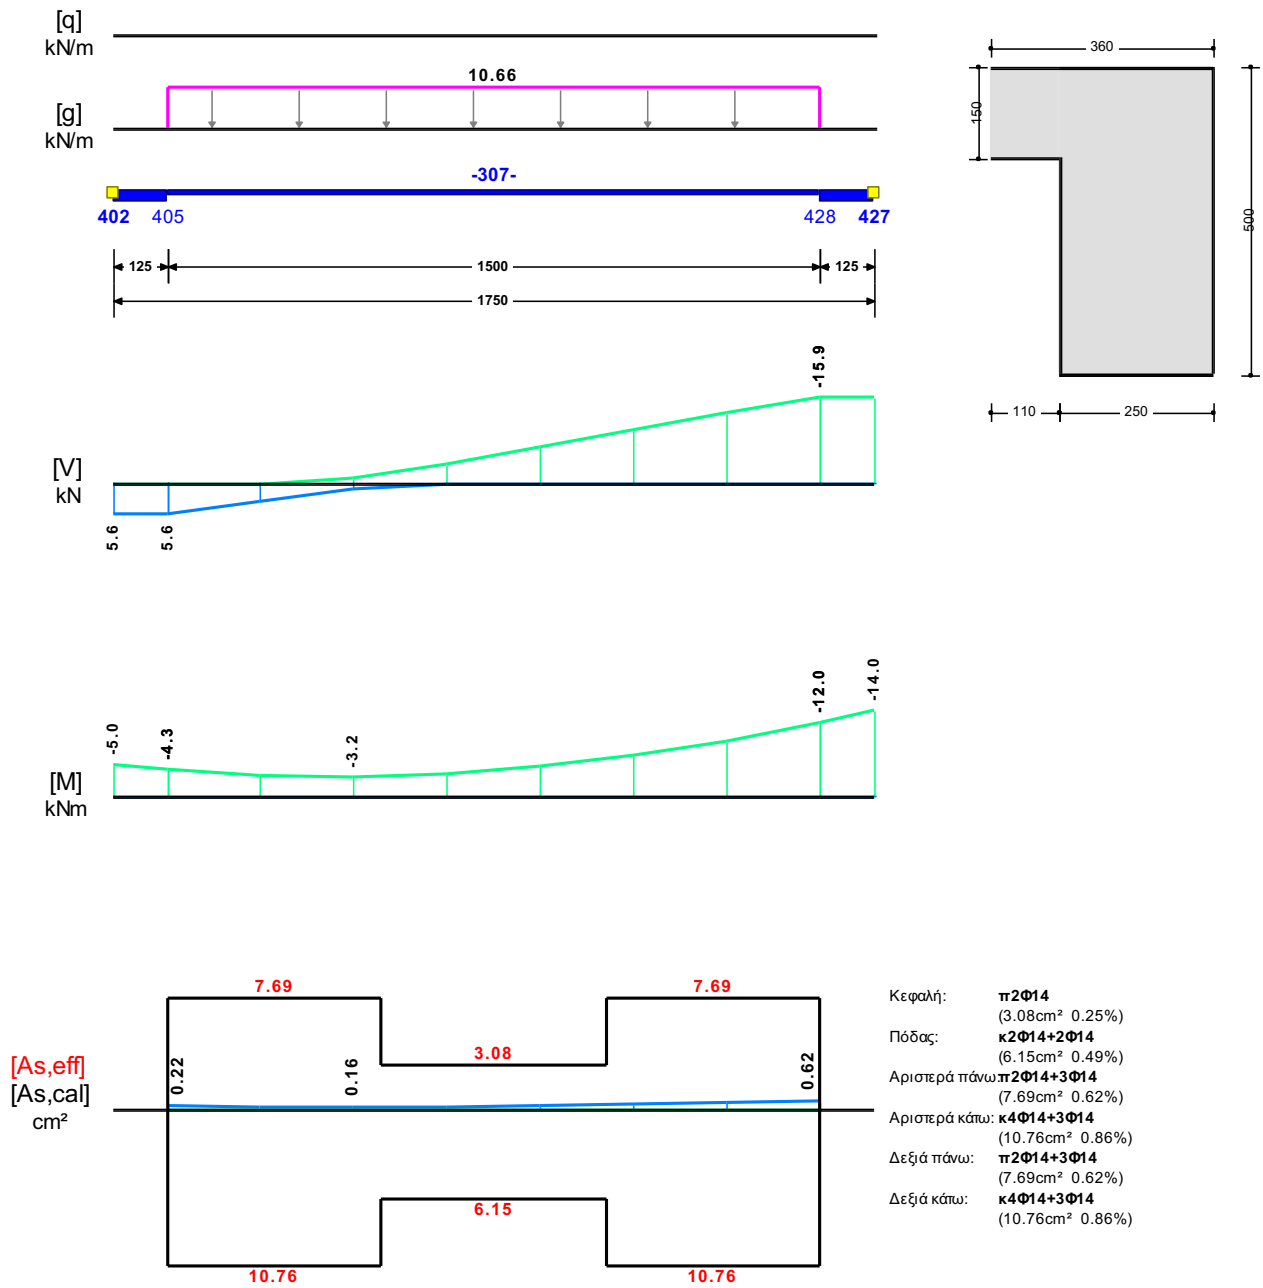 [q]
kN/m
360
10.66
150
[g]
kN/m
-307-
402 405 428 427
500
125 1500 125
1750
-15.9
110 250
[V]
kN
5.6 5.6
-5.0 -4.3 -3.2 -12.0 -14.0
[M]
kNm
7.69 7.69
Κεφαλή: π2Φ14
(3.08cm² 0.25%)
3.08
Πόδας: κ2Φ14+2Φ14
(6.15cm² 0.49%)
[As,eff]
0.22 0.16 0.62
Αριστερά πάνω: π2Φ14+3Φ14
(7.69cm² 0.62%)
[As,cal]
cm²
Αριστερά κάτω: κ4Φ14+3Φ14
(10.76cm² 0.86%)
Δεξιά πάνω: π2Φ14+3Φ14
(7.69cm² 0.62%)
Δεξιά κάτω: κ4Φ14+3Φ14
(10.76cm² 0.86%)
6.15
10.76 10.76